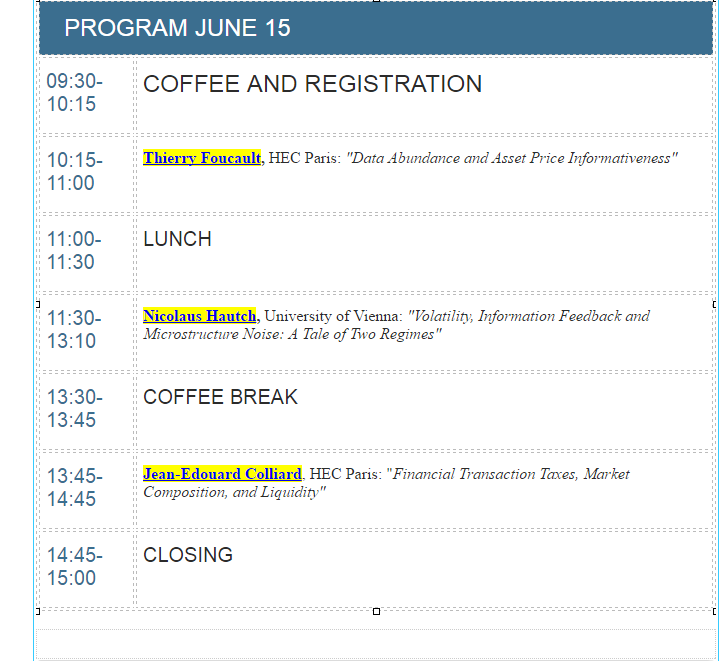 PROGRAM JUNE 15
09:30-
10:15
COFFEE AND REGISTRATION
10:15-
11:00
Thierry Foucault, HEC Paris: "Data Abundance and Asset Price Informativeness"
11:00-
11:30
LUNCH
11:30-
13:10
Nicolaus Hautch, University of Vienna: "Volatility, Information Feedback and
Microstructure Noise: A Tale of Two Regimes"
13:30-
13:45
COFFEE BREAK
13:45-
14:45
Jean-Edouard Colliard, HEC Paris: "Financial Transaction Taxes, Market
Composition, and Liquidity"
14:45-
15:00
CLOSING